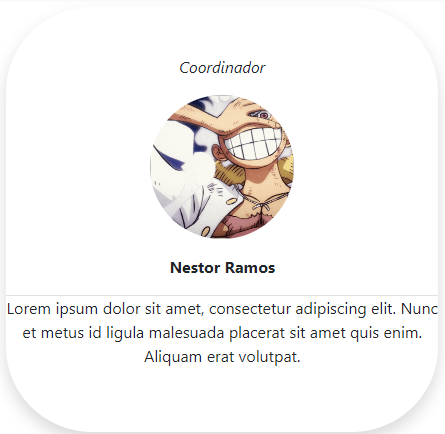 Coordinador
Nestor Ramos
Lorem ipsum dolor sit amet, consectetur adipiscing elit. Nunc
et metus id ligula malesuada placerat sit amet quis enim.
Aliquam erat volutpat.